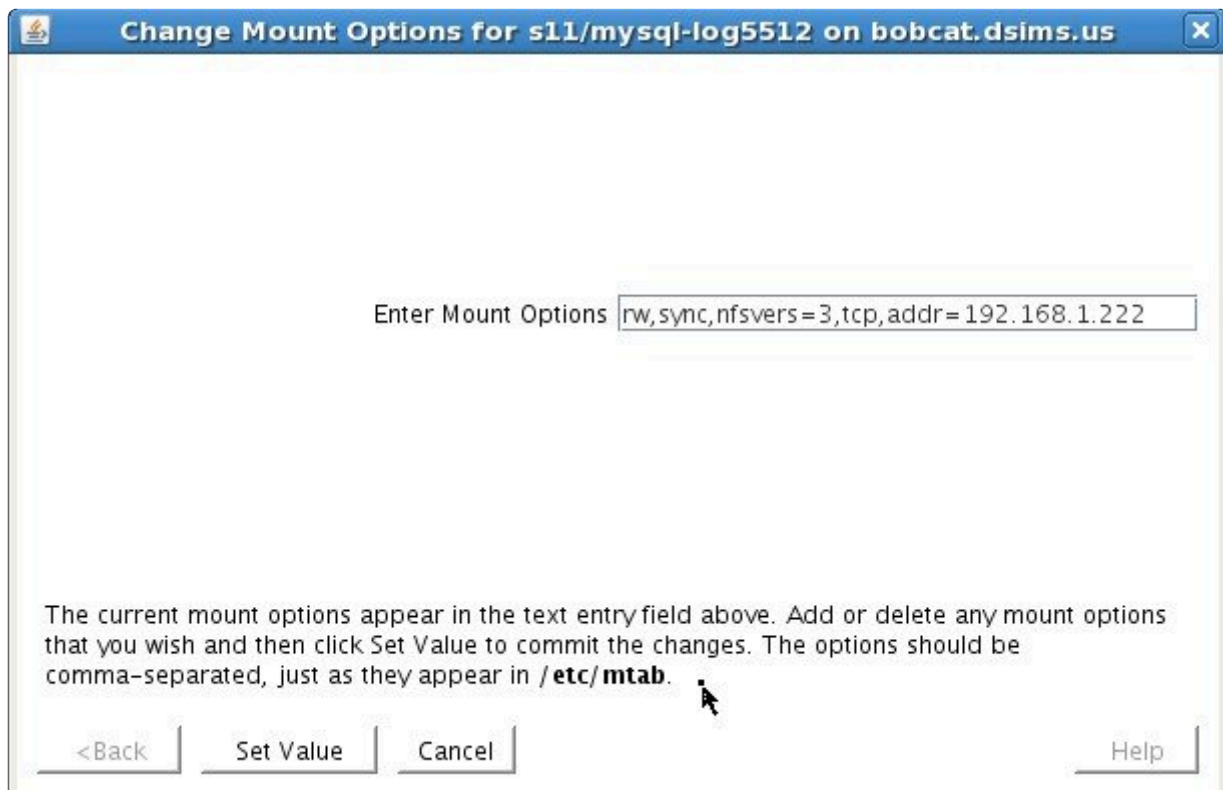 Change Mount Options for s11/mysql-log5512 on bobcat.dsims.us
Enter Mount Options rw,sync,nfsvers=3,tcp,addr=192.168.1.222
The current mount options appear in the text entry field above. Add or delete any mount options
that you wish and then click Set Value to commit the changes. The options should be
comma-separated, just as they appear in /etc/mtab.
<Back Set Value Cancel Help